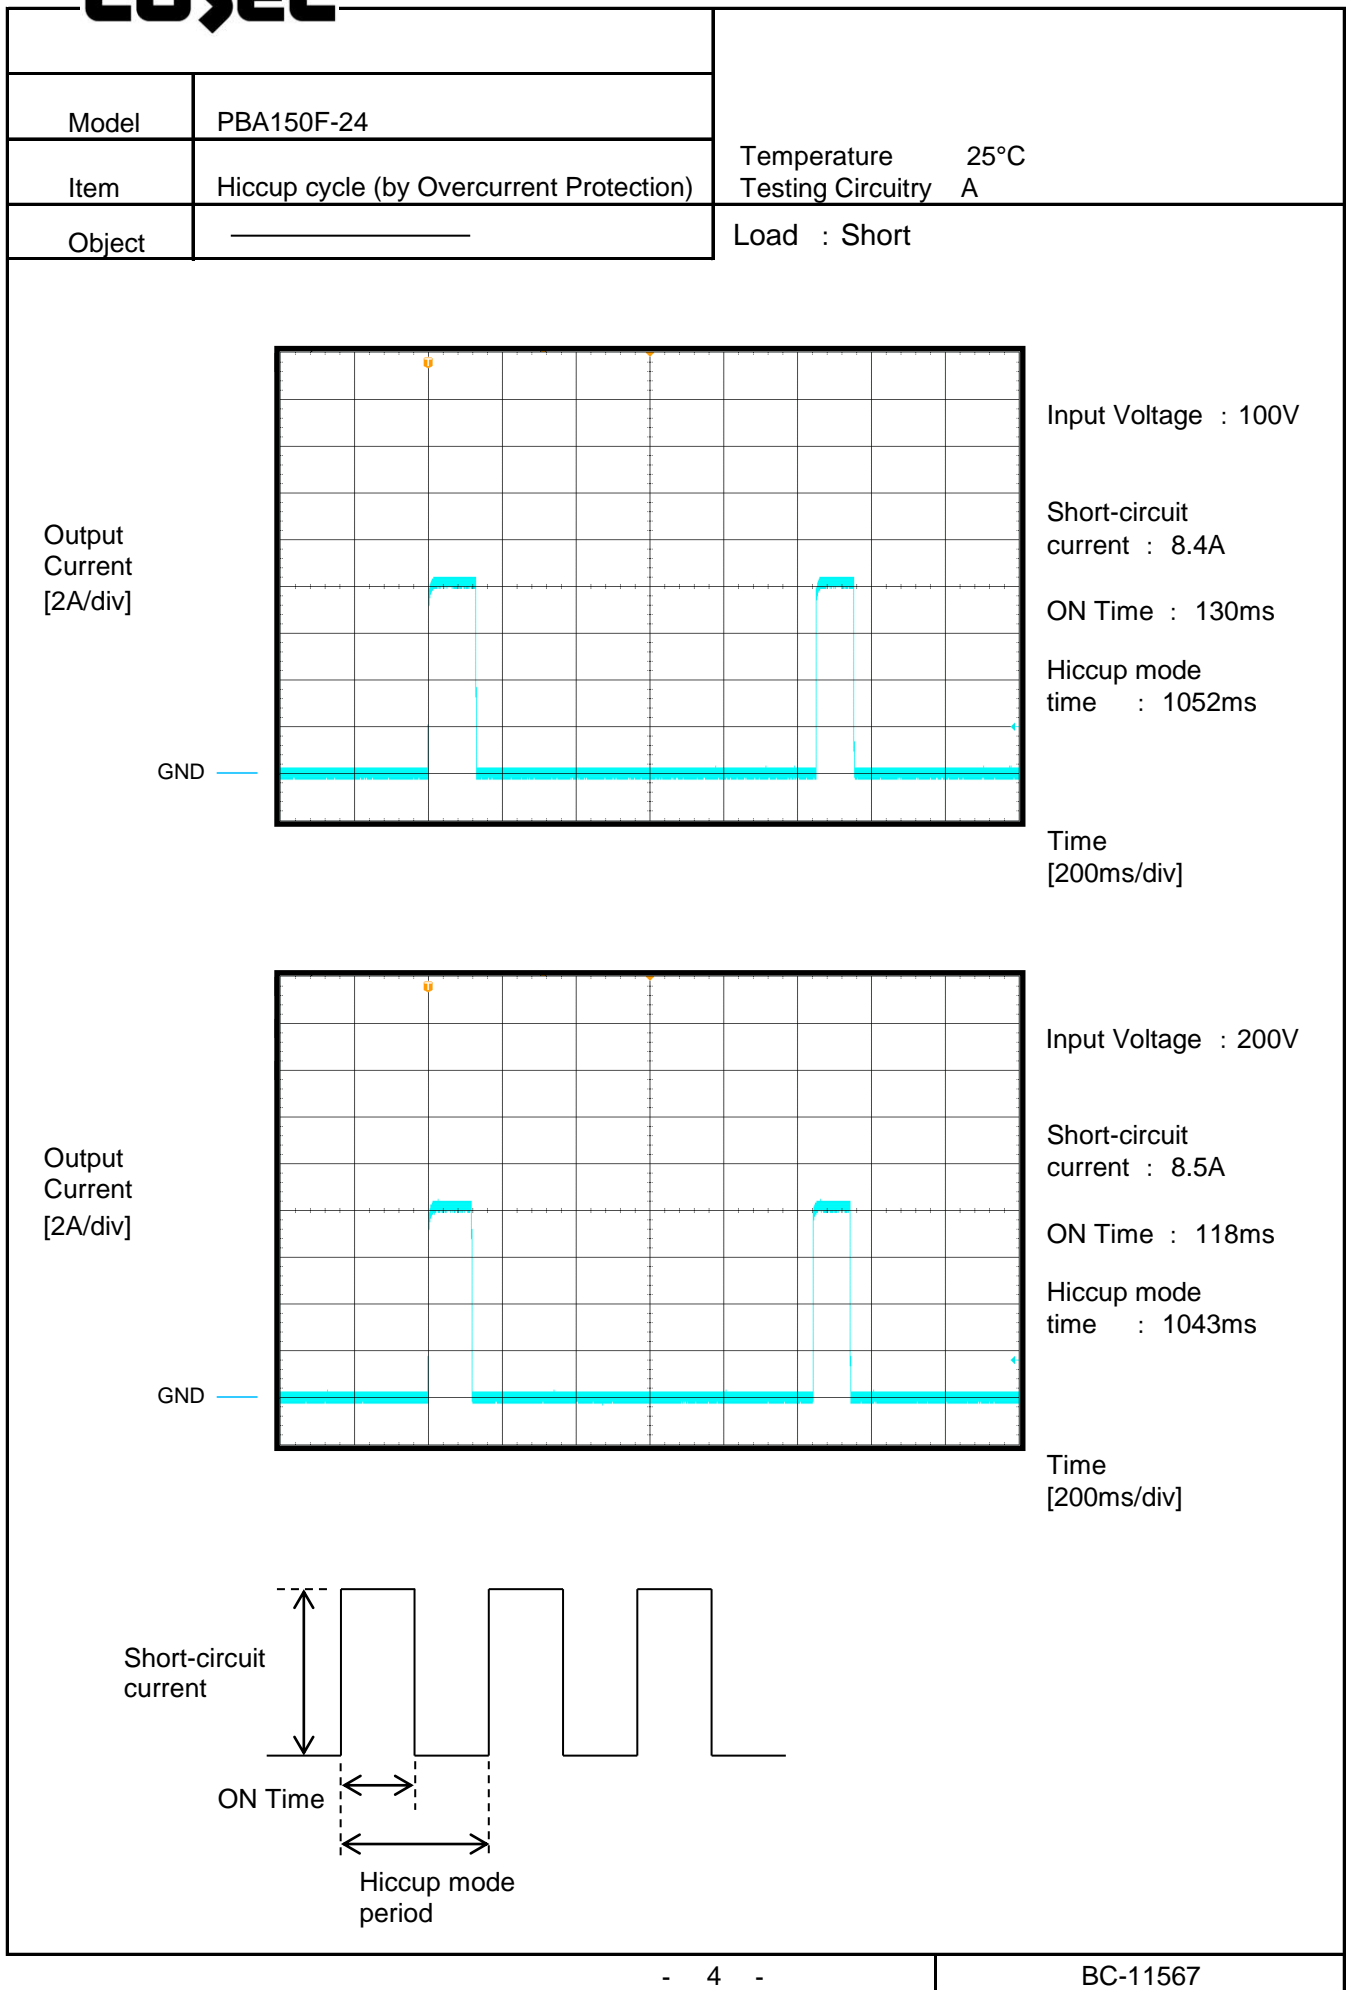 Model PBA150F-24
Item Hiccup cycle (by Overcurrent Protection)
Object
Temperature 25°C
Testing Circuitry A
Load : Short
Output
Current
[2A/div]
GND
T
Input Voltage : 100V
Short-circuit
current : 8.4A
ON Time : 130ms
Hiccup mode
time : 1052ms
Time
[200ms/div]
Output
Current
[2A/div]
GND
T
Input Voltage : 200V
Short-circuit
current : 8.5A
ON Time : 118ms
Hiccup mode
time : 1043ms
Time
[200ms/div]
Short-circuit
current
ON Time
Hiccup mode
period
- 4 -
BC-11567